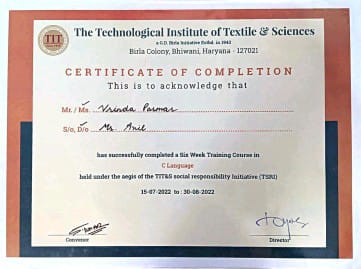 TIT
The Technological Institute of Textile & Sciences
a G.D. Birla Initiative Estbd. in 1943
Birla Colony, Bhiwani, Haryana - 127021
CERTIFICATE OF COMPLETION
This is to acknowledge that
Mr. / Ms. Vrinda Parmar
S/o, D/o Mr. Anil
has successfully completed a Six Week Training Course in
C Language
held under the aegis of the TIT&S social responsibility Initiative (TSRI)
15-07-2022 to : 30-08-2022
Convenor Director